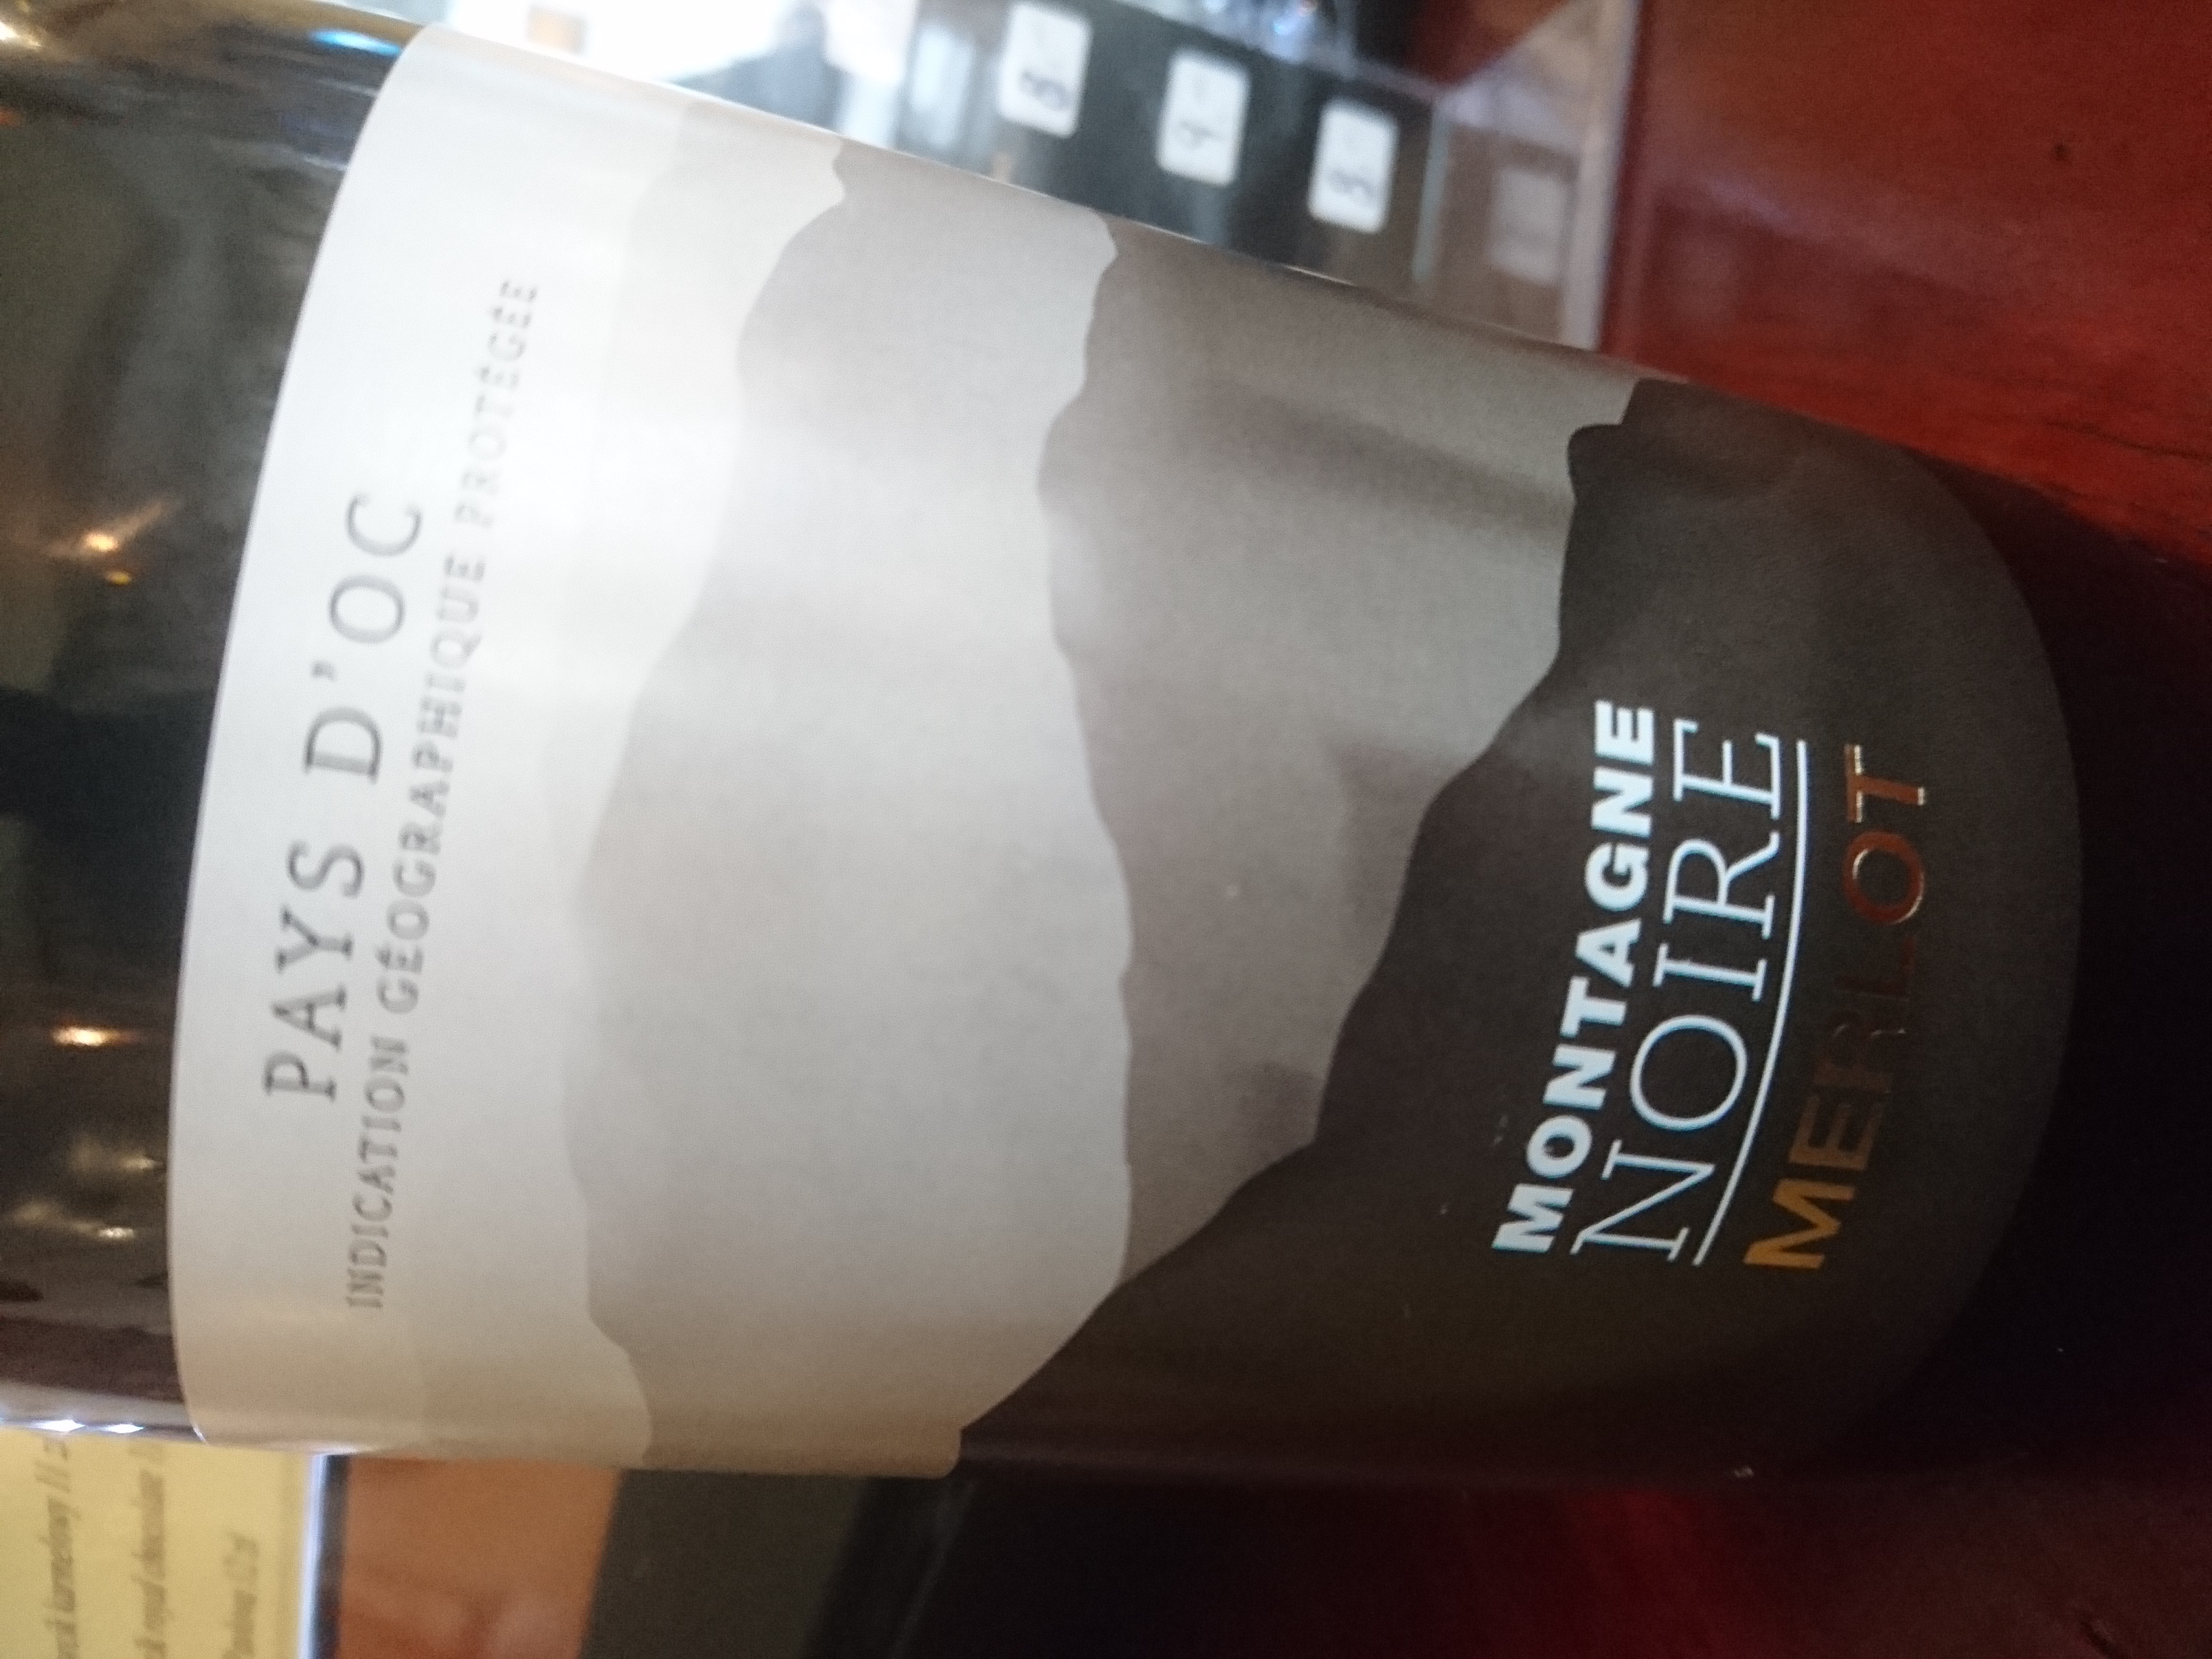 PAYS D'OC
INDICATION GÉOGRAPHIQUE PROTÉGÉE
MONTAGNE
NOIRE
MERLOT